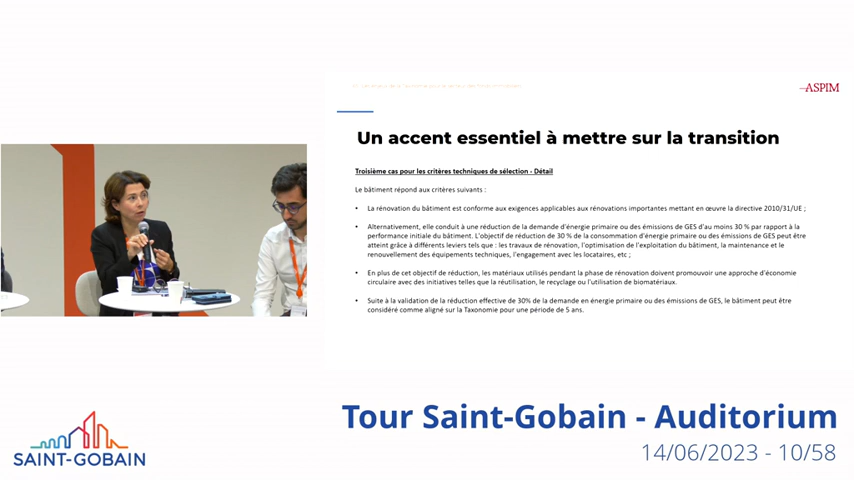 ASPIM
Un accent essentiel à mettre sur la transition
Troisième cas pour les critères techniques de sélection - Détail
Le bâtiment répond aux critères suivants :
• La rénovation du bâtiment est conforme aux exigences applicables aux rénovations importantes mettant en œuvre la directive 2010/31/UE ;
• Alternativement, elle conduit à une réduction de la demande d'énergie primaire ou des émissions de GES d'au moins 30 % par rapport à la
performance initiale du bâtiment. L'objectif de réduction de 30 % de la consommation d'énergie primaire ou des émissions de GES peut être
atteint grâce à différents leviers tels que : les travaux de rénovation, l'optimisation de l'exploitation du bâtiment, la maintenance et le
renouvellement des équipements techniques, l'engagement avec les locataires, etc ;
• En plus de cet objectif de réduction, les matériaux utilisés pendant la phase de rénovation doivent promouvoir une approche d'économie
circulaire avec des initiatives telles que la réutilisation, le recyclage ou l'utilisation de biomatériaux.
• Suite à la validation de la réduction effective de 30% de la demande en énergie primaire ou des émissions de GES, le bâtiment peut être
considéré comme aligné sur la Taxonomie pour une période de 5 ans.
SAINT-GOBAIN
Tour Saint-Gobain - Auditorium
14/06/2023 - 10/58